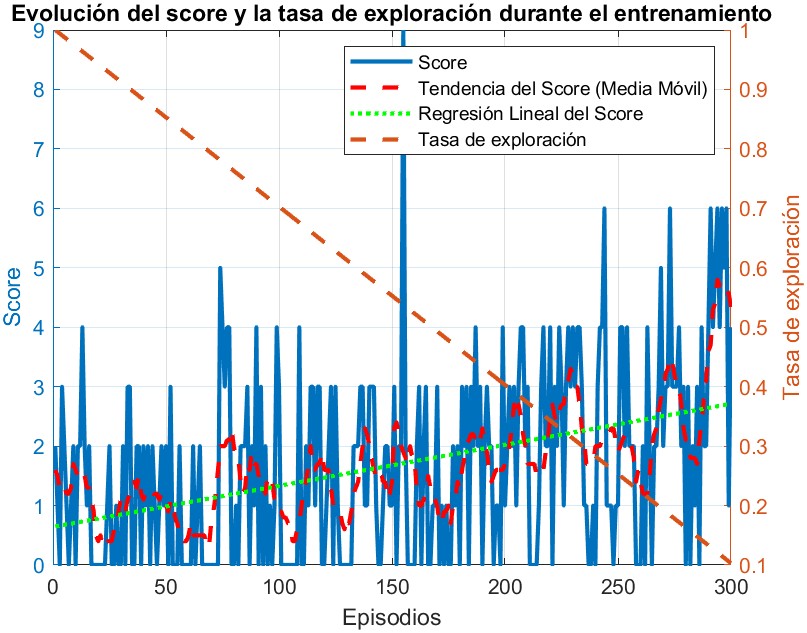 Evolución del score y la tasa de exploración durante el entrenamiento
Score
Tendencia del Score (Media Móvil)
Regresión Lineal del Score
Tasa de exploración
Score
9
8
7
6
5
4
3
2
1
0
Tasa de exploración
1
0.9
0.8
0.7
0.6
0.5
0.4
0.3
0.2
0.1
0 50 100 150 200 250 300
Episodios